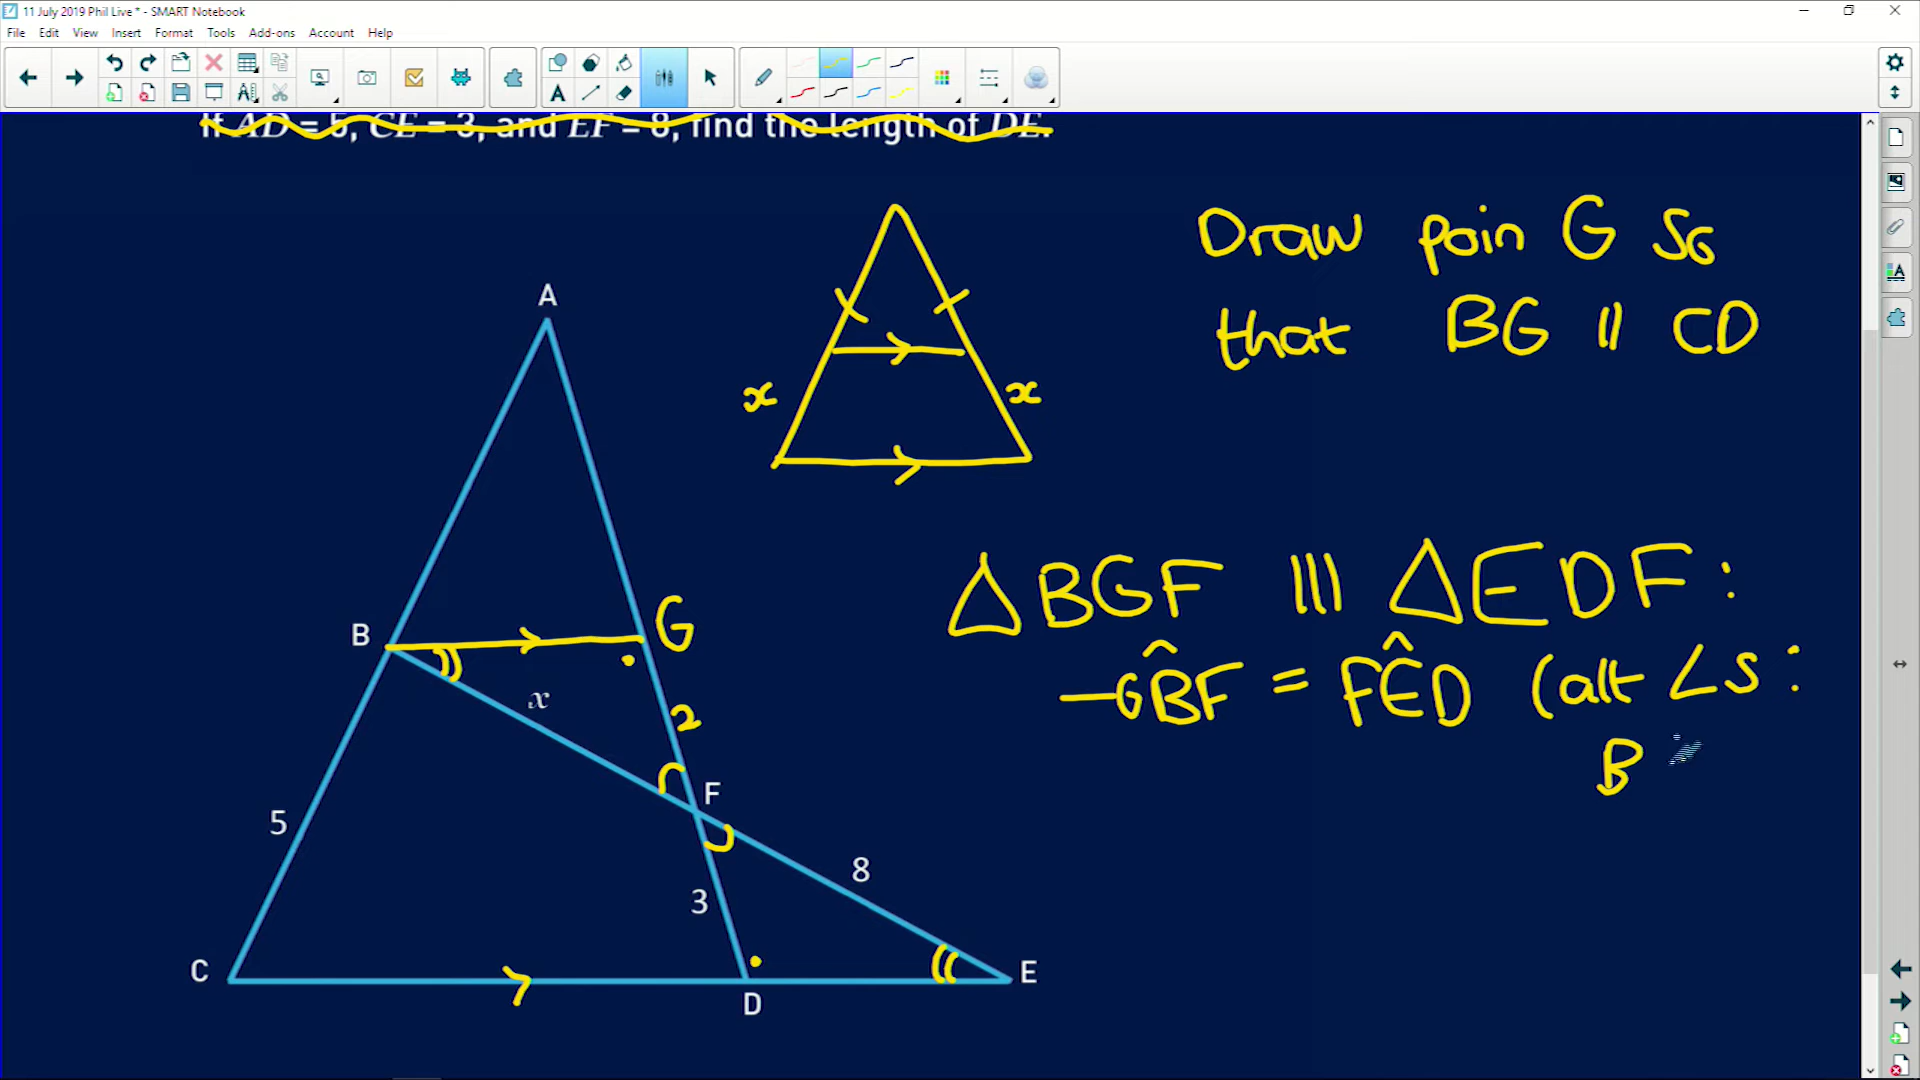 11 July 2019 Phil Live * - SMART Notebook
File Edit View Insert Format Tools Add-ons Account Help
If AD = 5, CE = 3, and EF = 8, find the length of DE.
Draw poin G So
that BG || CD
A
x
x
△BGF ||| △EDF:
B
G
- GB̂F = FÊD (alt ∠s:
x
2
B
F
5
8
3
C
E
D